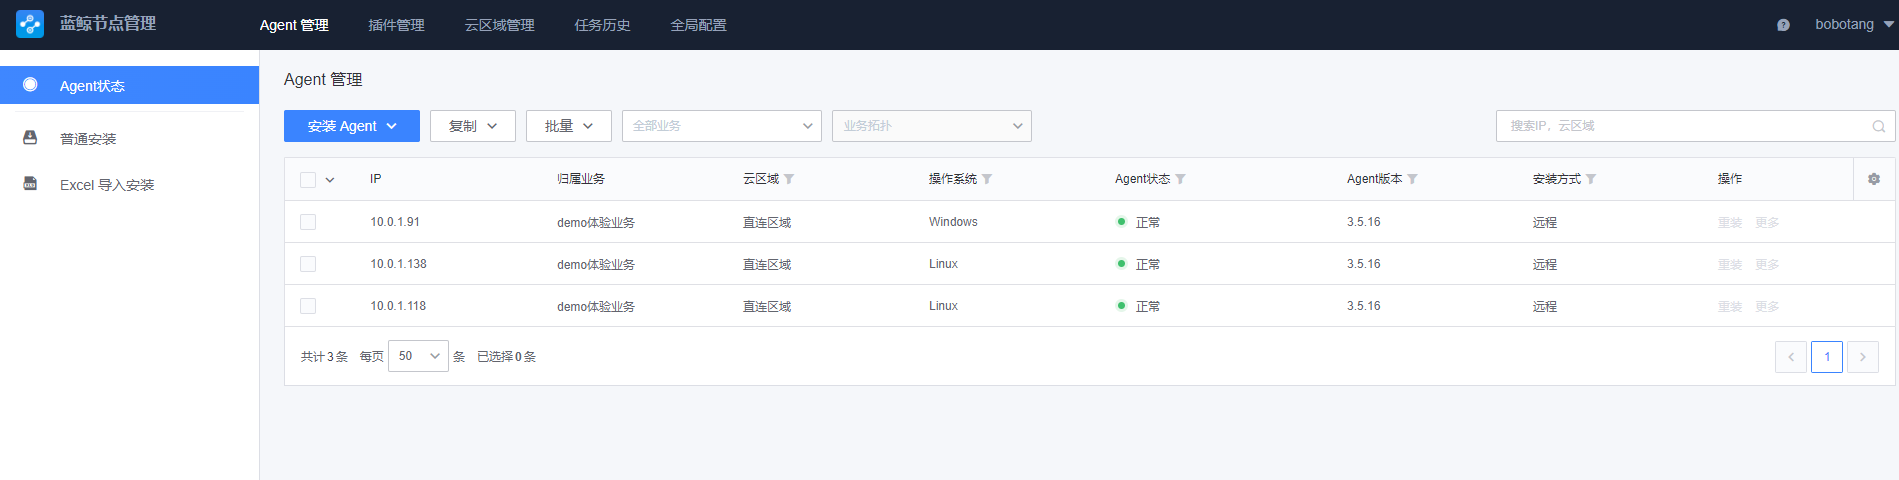 蓝鲸节点管理 Agent 管理 插件管理 云区域管理 任务历史 全局配置 bobotang
Agent状态
普通安装
Excel 导入安装
Agent 管理
安装 Agent 复制 批量 全部业务 业务拓扑 搜索IP，云区域
IP 归属业务 云区域 操作系统 Agent状态 Agent版本 安装方式 操作
10.0.1.91 demo体验业务 直连区域 Windows 正常 3.5.16 远程 重装 更多
10.0.1.138 demo体验业务 直连区域 Linux 正常 3.5.16 远程 重装 更多
10.0.1.118 demo体验业务 直连区域 Linux 正常 3.5.16 远程 重装 更多
共计 3 条 每页 50 条 已选择 0 条 1